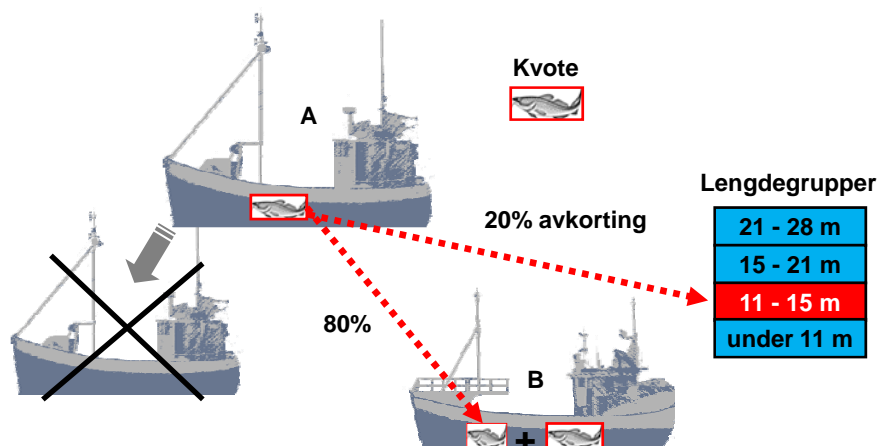 Kvote
A
Lengdegrupper
20% avkorting
21 - 28 m
15 - 21 m
11 - 15 m
under 11 m
80%
B
+